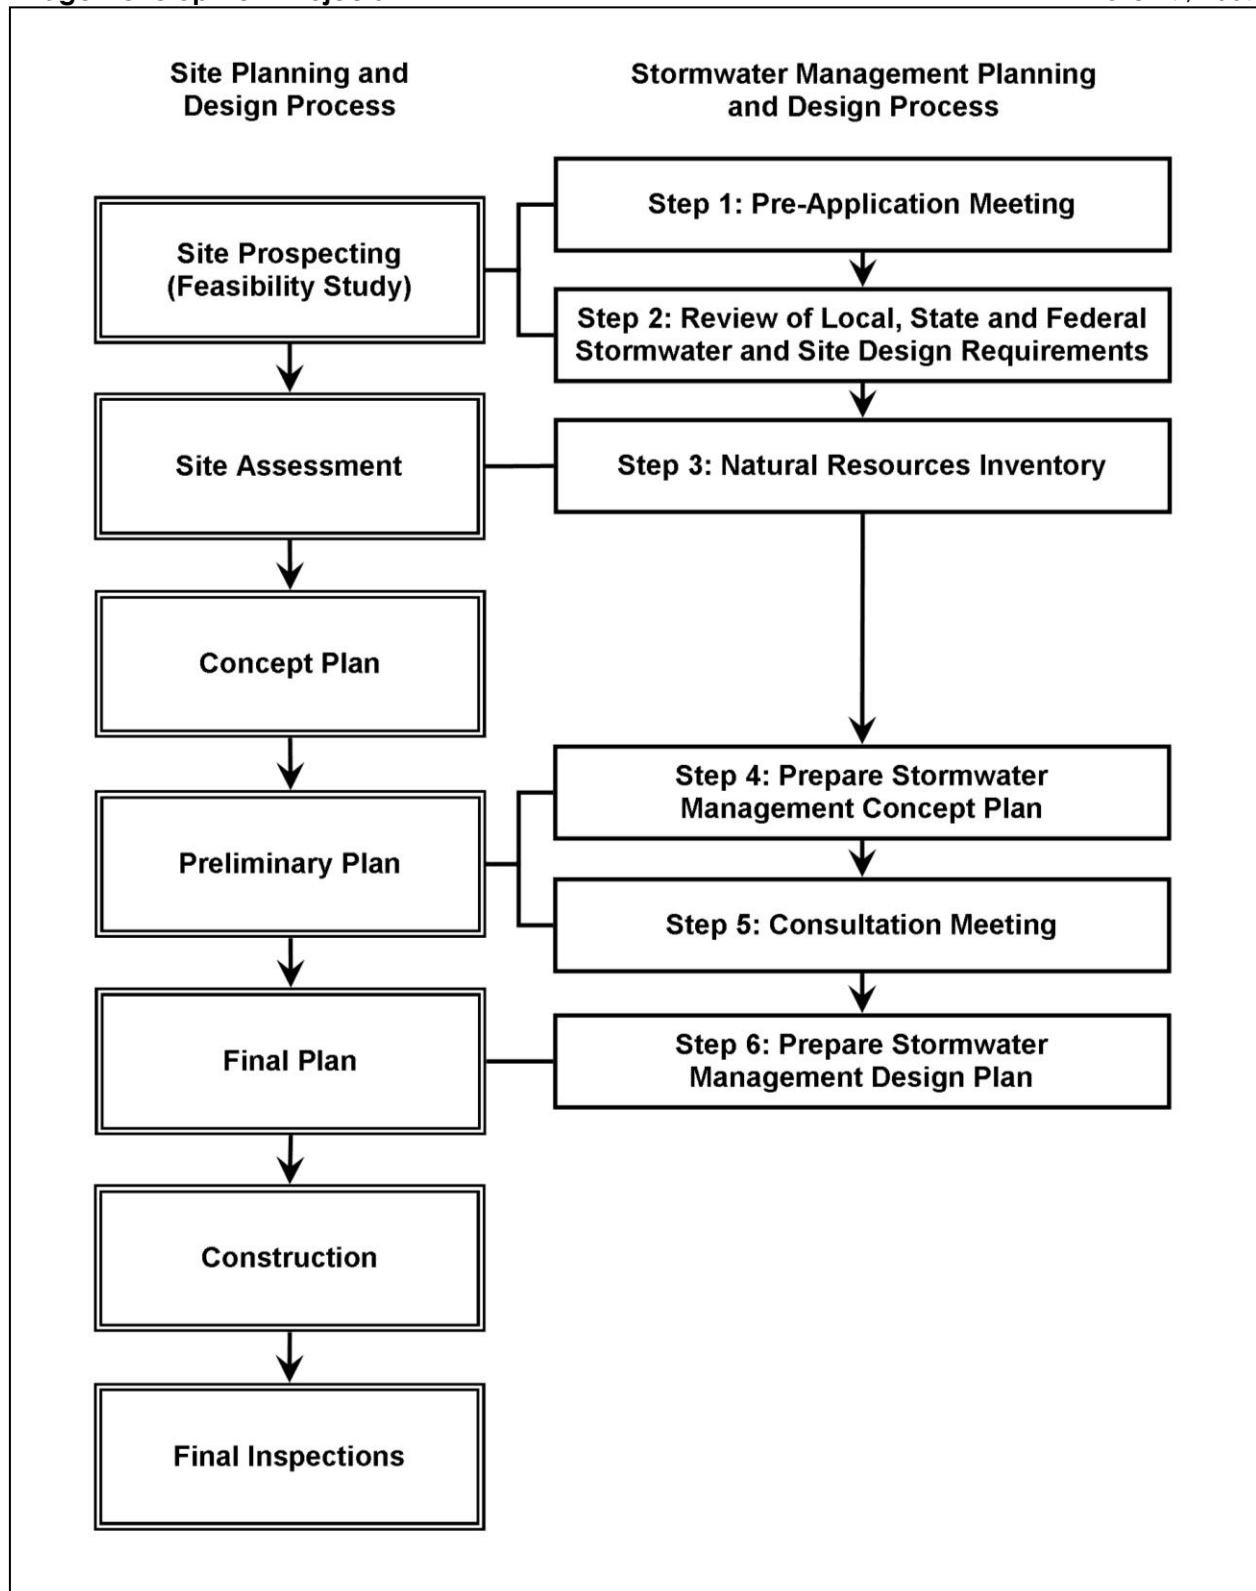 Site Planning and
Design Process
Stormwater Management Planning
and Design Process
Site Prospecting
(Feasibility Study)
Step 1: Pre-Application Meeting
Step 2: Review of Local, State and Federal
Stormwater and Site Design Requirements
Site Assessment
Step 3: Natural Resources Inventory
Concept Plan
Preliminary Plan
Step 4: Prepare Stormwater
Management Concept Plan
Step 5: Consultation Meeting
Final Plan
Step 6: Prepare Stormwater
Management Design Plan
Construction
Final Inspections